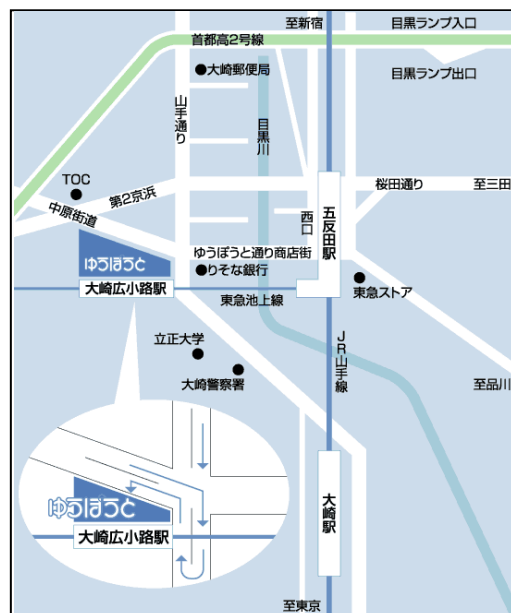 至新宿
目黒ランプ入口
首都高2号線
大崎郵便局
目黒ランプ出口
山手通り
目黒川
TOC
第2京浜
桜田通り
至三田
中原街道
西口
五反田駅
ゆうぽうと通り商店街
ゆうぽうと
りそな銀行
大崎広小路駅
東急池上線
東急ストア
立正大学
JR山手線
大崎警察署
至品川
大崎駅
ゆうぽうと
大崎広小路駅
至東京